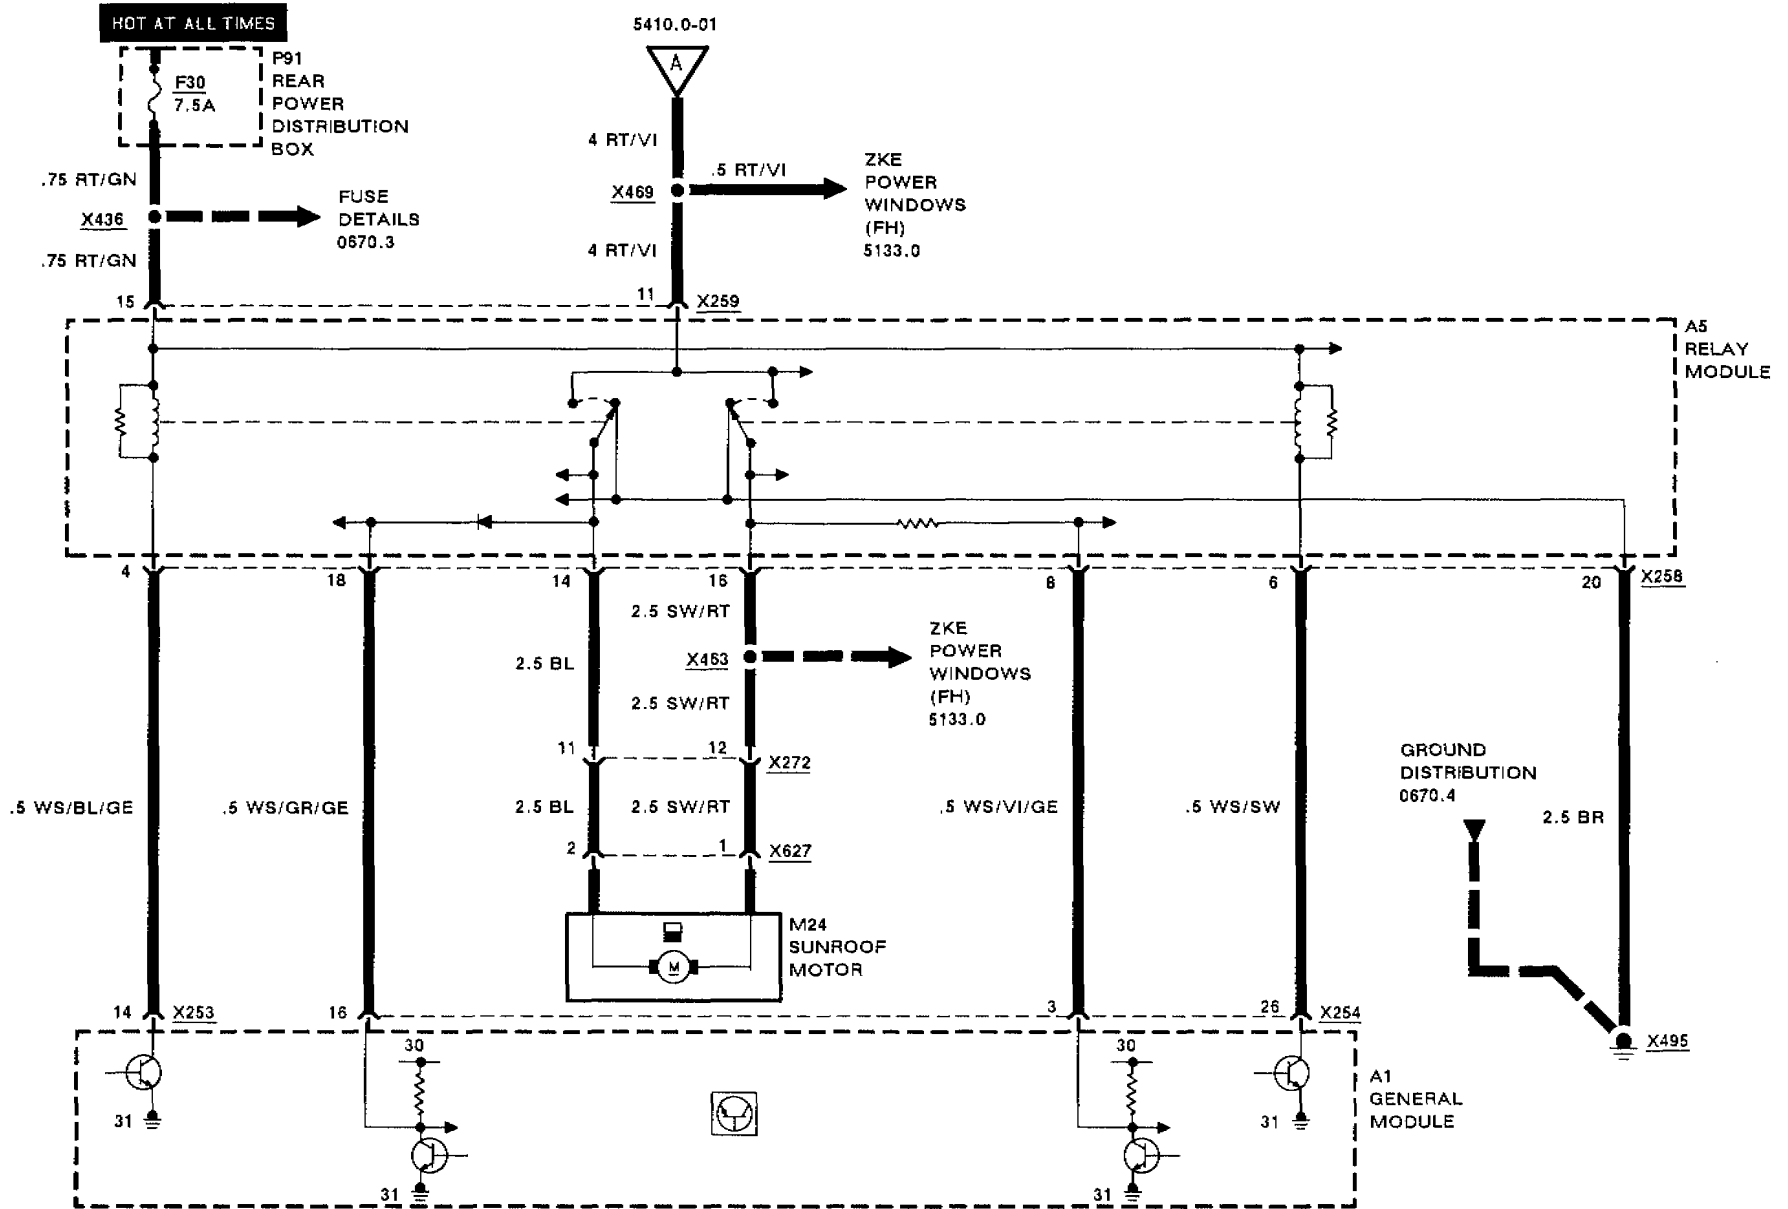 HOT AT ALL TIMES
5410.0-01
A
P91
REAR
POWER
DISTRIBUTION
BOX
F30
7.5A
4 RT/VI
.75 RT/GN
X436
FUSE
DETAILS
0670.3
.75 RT/GN
X469
.5 RT/VI
ZKE
POWER
WINDOWS
(FH)
5133.0
4 RT/VI
15
11
X259
A5
RELAY
MODULE
4
18
14
16
8
6
20
X258
2.5 SW/RT
2.5 BL
X463
ZKE
POWER
WINDOWS
(FH)
5133.0
2.5 SW/RT
11
12
X272
GROUND
DISTRIBUTION
0670.4
.5 WS/BL/GE
.5 WS/GR/GE
2.5 BL
2.5 SW/RT
.5 WS/VI/GE
.5 WS/SW
2.5 BR
2
1
X627
M24
SUNROOF
MOTOR
M
14
X253
16
3
26
X254
X495
30
30
31
31
A1
GENERAL
MODULE
31
31